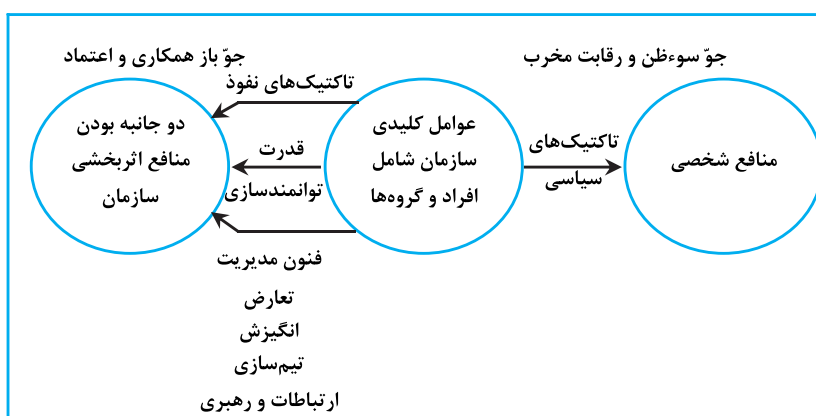 جوّ سوءظن و رقابت مخرب
جوّ باز همکاری و اعتماد
منافع شخصی
تاکتیک‌های
سیاسی
عوامل کلیدی
سازمان شامل
افراد و گروه‌ها
تاکتیک‌های نفوذ
قدرت
توانمندسازی
دو جانبه بودن
منافع اثربخشی
سازمان
فنون مدیریت
تعارض
انگیزش
تیم‌سازی
ارتباطات و رهبری